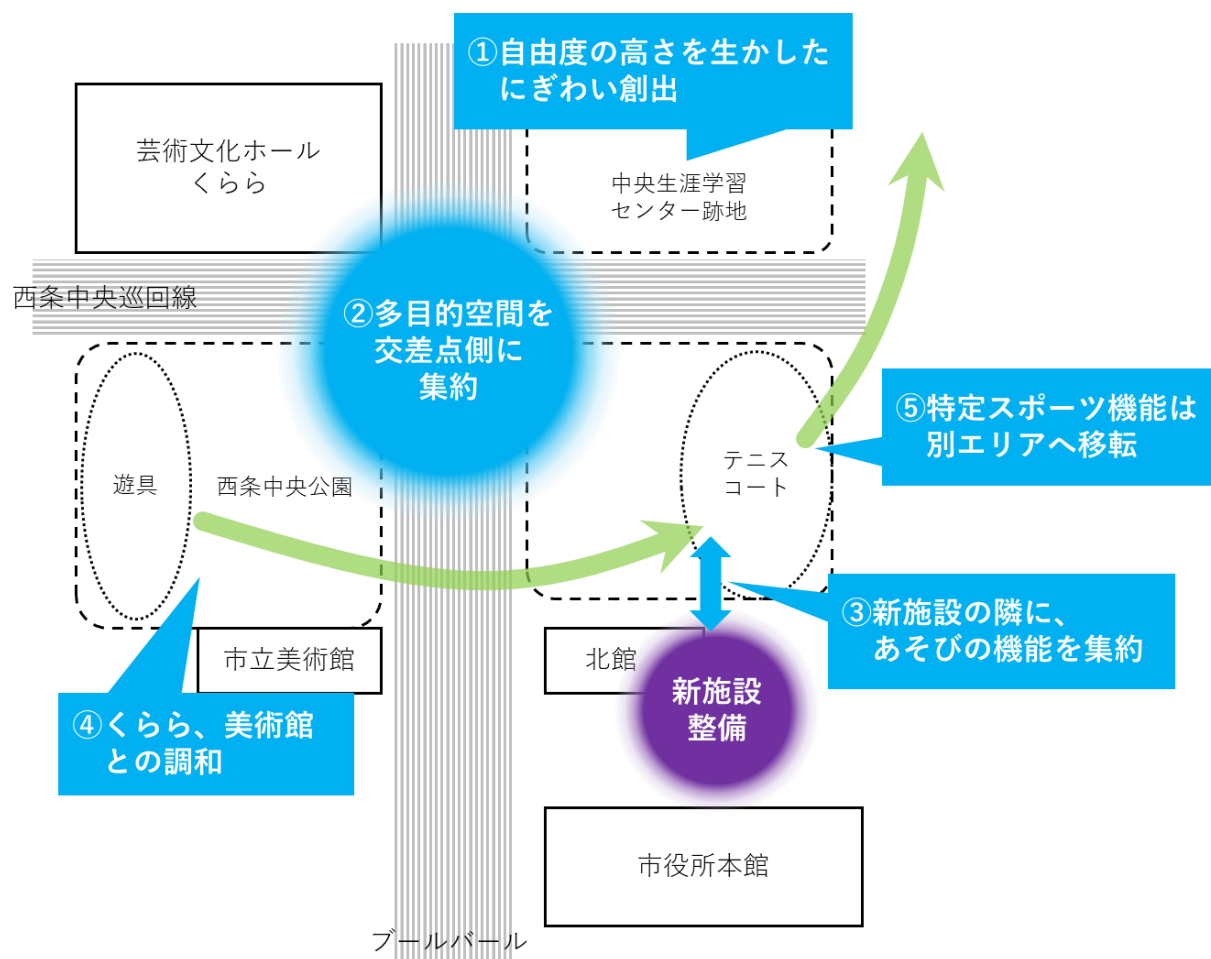 ①自由度の高さを生かした
にぎわい創出
芸術文化ホール
くらら
中央生涯学習
センター跡地
西条中央巡回線
②多目的空間を
交差点側に
集約
⑤特定スポーツ機能は
別エリアへ移転
テニス
コート
遊具
西条中央公園
③新施設の隣に、
あそびの機能を集約
市立美術館
北館
新施設
整備
④くらら、美術館
との調和
市役所本館
ブールバール